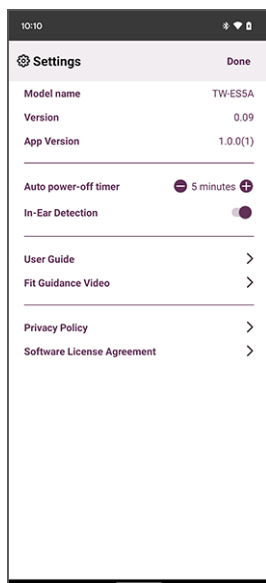 10:10
Settings Done
Model name TW-ES5A
Version 0.09
App Version 1.0.0(1)
Auto power-off timer 5 minutes
In-Ear Detection
User Guide
Fit Guidance Video
Privacy Policy
Software License Agreement